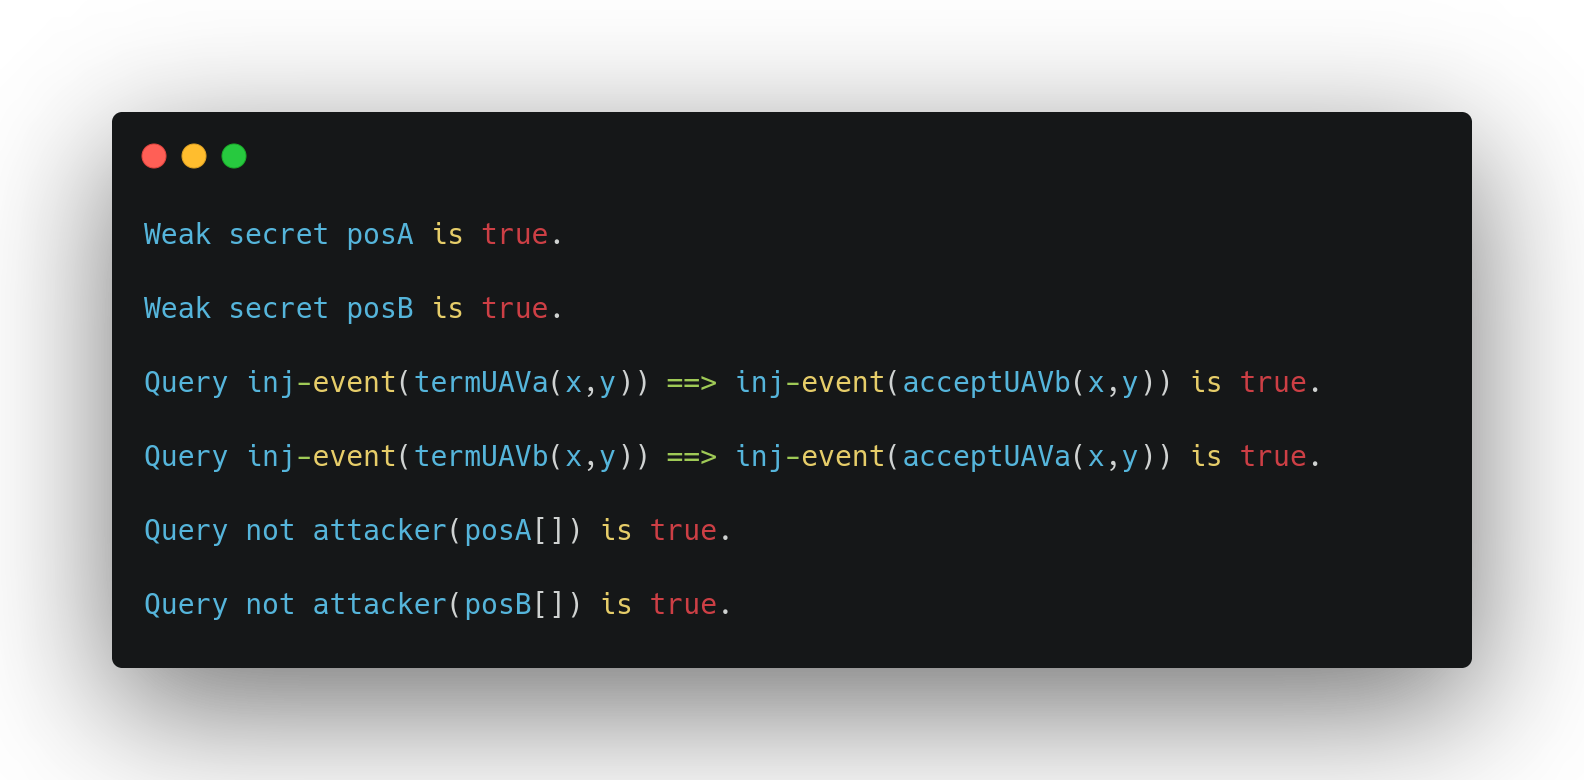 Weak secret posA is true.
Weak secret posB is true.
Query inj-event(termUAVa(x,y)) ==> inj-event(acceptUAVb(x,y)) is true.
Query inj-event(termUAVb(x,y)) ==> inj-event(acceptUAVa(x,y)) is true.
Query not attacker(posA[]) is true.
Query not attacker(posB[]) is true.